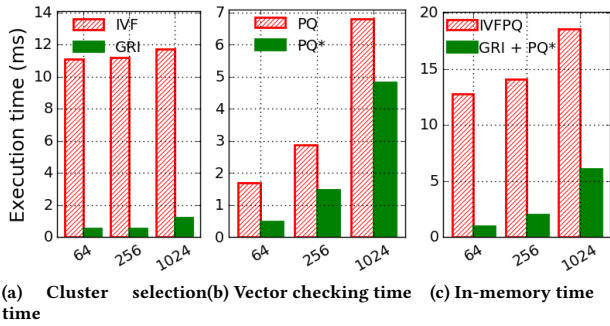 Execution time (ms)
14
12
10
8
6
4
2
0
IVF
GRI
64
256
1024
7
6
5
4
3
2
1
0
PQ
PQ*
64
256
1024
20
15
10
5
0
IVFPQ
GRI + PQ*
64
256
1024
(a) Cluster selection
time
(b) Vector checking time
(c) In-memory time